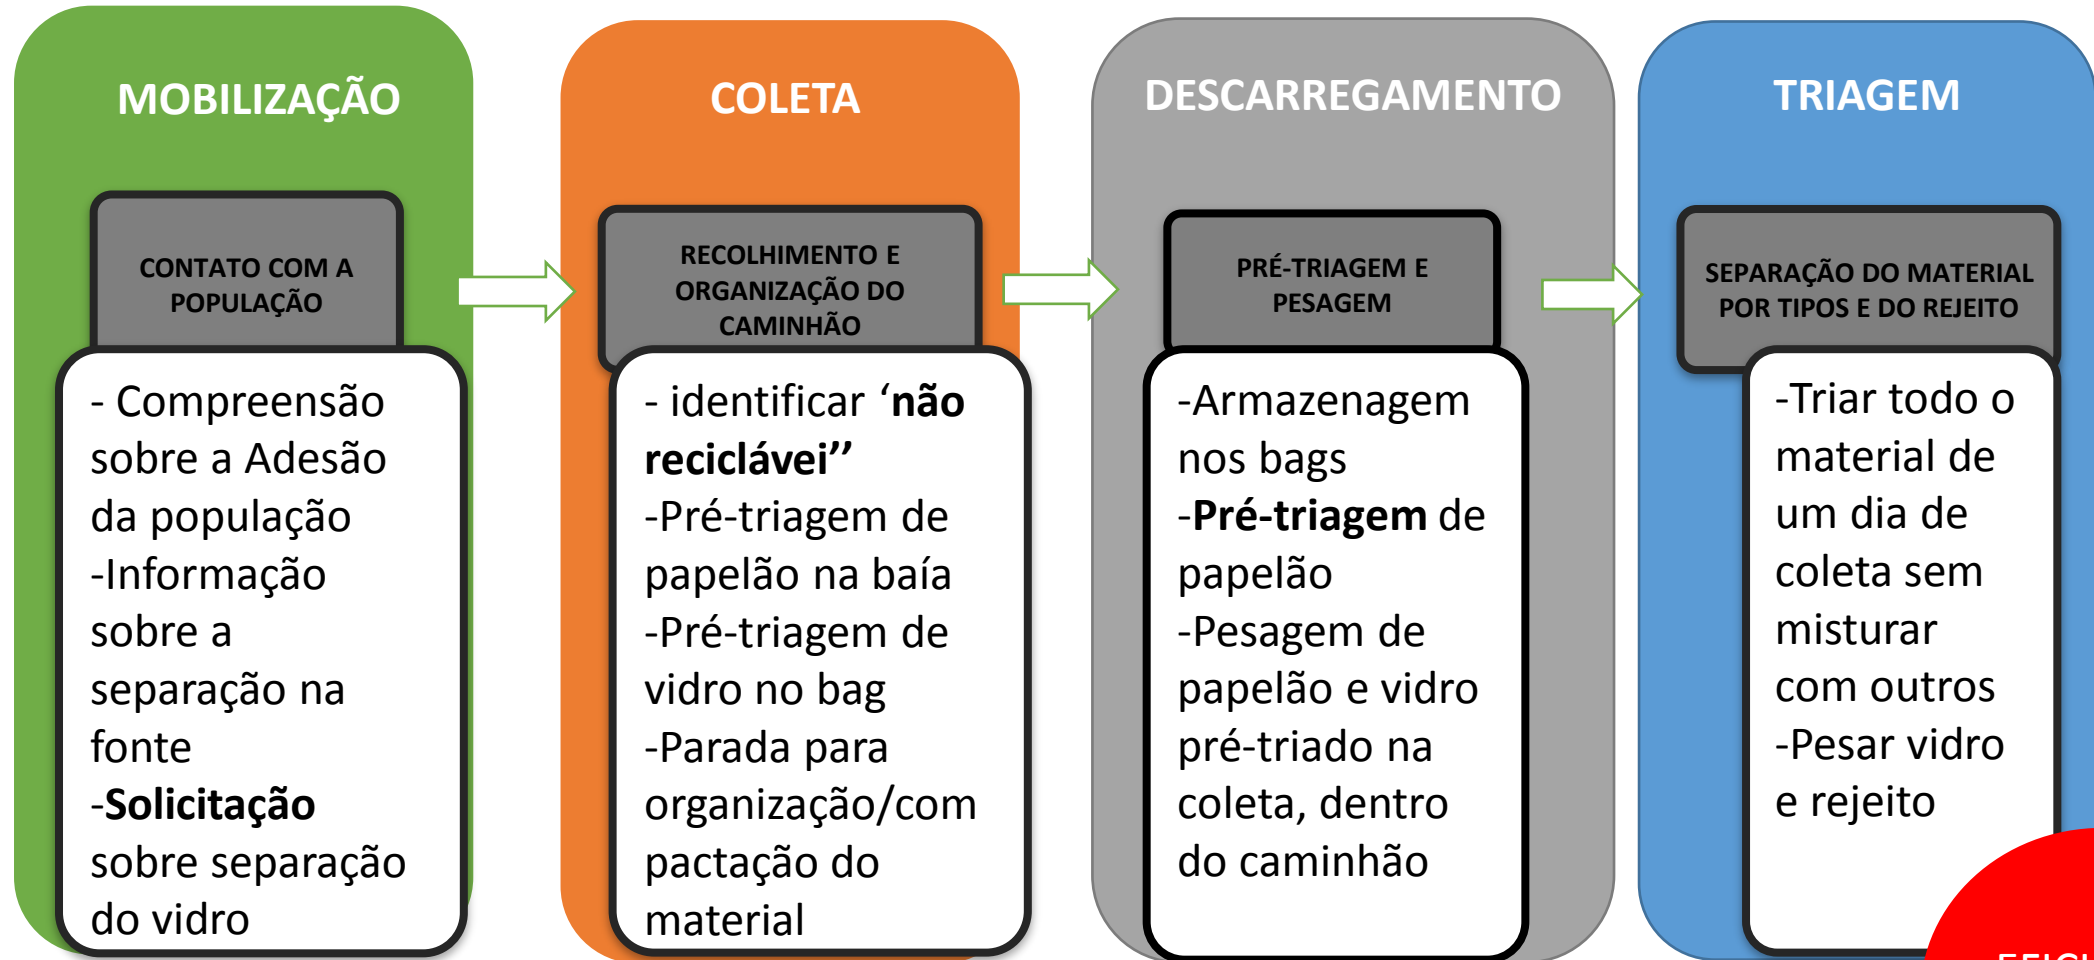 MOBILIZAÇÃO
CONTATO COM A
POPULAÇÃO
- Compreensão
sobre a Adesão
da população
-Informação
sobre a
separação na
fonte
-Solicitação
sobre separação
do vidro
COLETA
RECOLHIMENTO E
ORGANIZAÇÃO DO
CAMINHÃO
- identificar ‘não
reciclávei’’
-Pré-triagem de
papelão na baía
-Pré-triagem de
vidro no bag
-Parada para
organização/com
pactação do
material
DESCARREGAMENTO
PRÉ-TRIAGEM E
PESAGEM
-Armazenagem
nos bags
-Pré-triagem de
papelão
-Pesagem de
papelão e vidro
pré-triado na
coleta, dentro
do caminhão
TRIAGEM
SEPARAÇÃO DO MATERIAL
POR TIPOS E DO REJEITO
-Triar todo o
material de
um dia de
coleta sem
misturar
com outros
-Pesar vidro
e rejeito